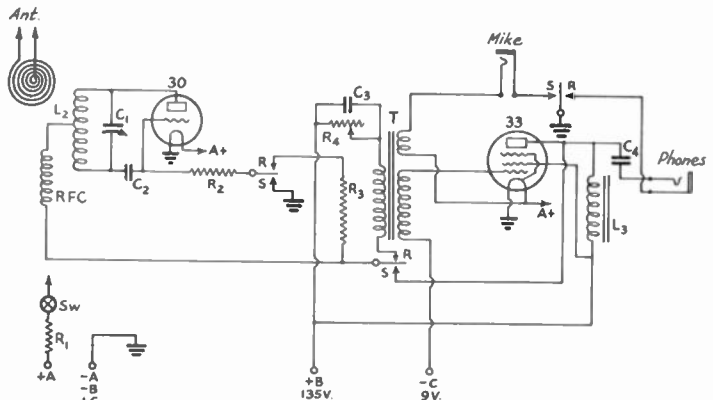 Ant.
Mike
30
L2
C1
C3
T
S R
33
A+
R4
C4
Phones
C2
R2
R
S
R3
RFC
A+
L3
R
S
Sw
R1
+A
-A
-B
+C
+B
135V.
-C
9V.